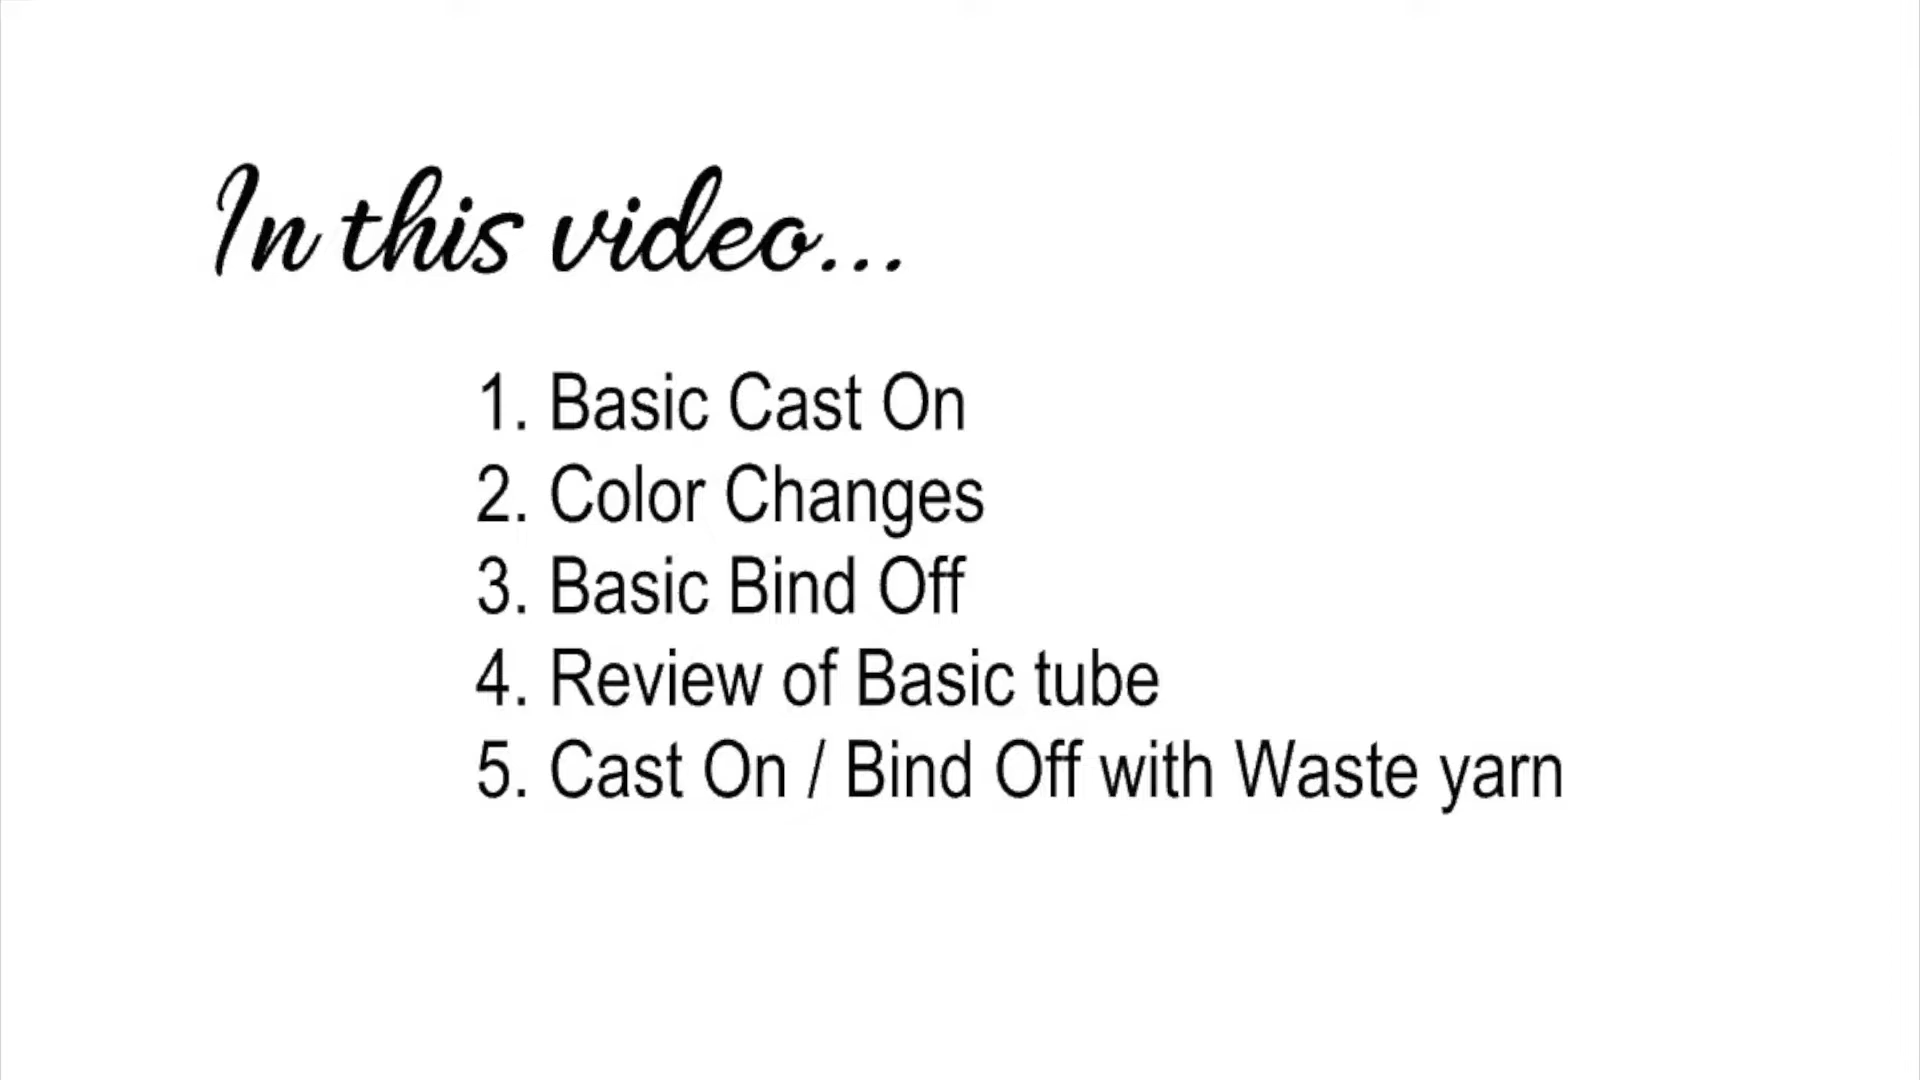 In this video...
1. Basic Cast On
2. Color Changes
3. Basic Bind Off
4. Review of Basic tube
5. Cast On / Bind Off with Waste yarn